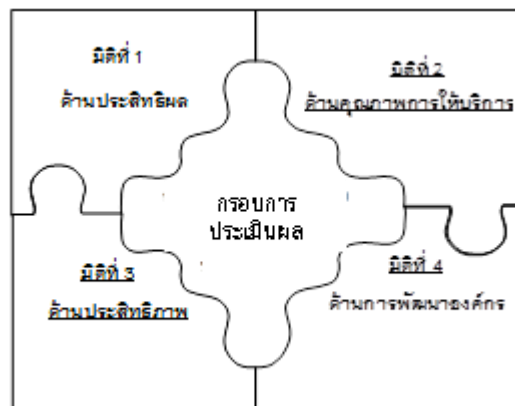 มิติที่ 1
ด้านประสิทธิผล
มิติที่ 2
ด้านคุณภาพการให้บริการ
กรอบการ
ประเมินผล
มิติที่ 3
ด้านประสิทธิภาพ
มิติที่ 4
ด้านการพัฒนาองค์กร